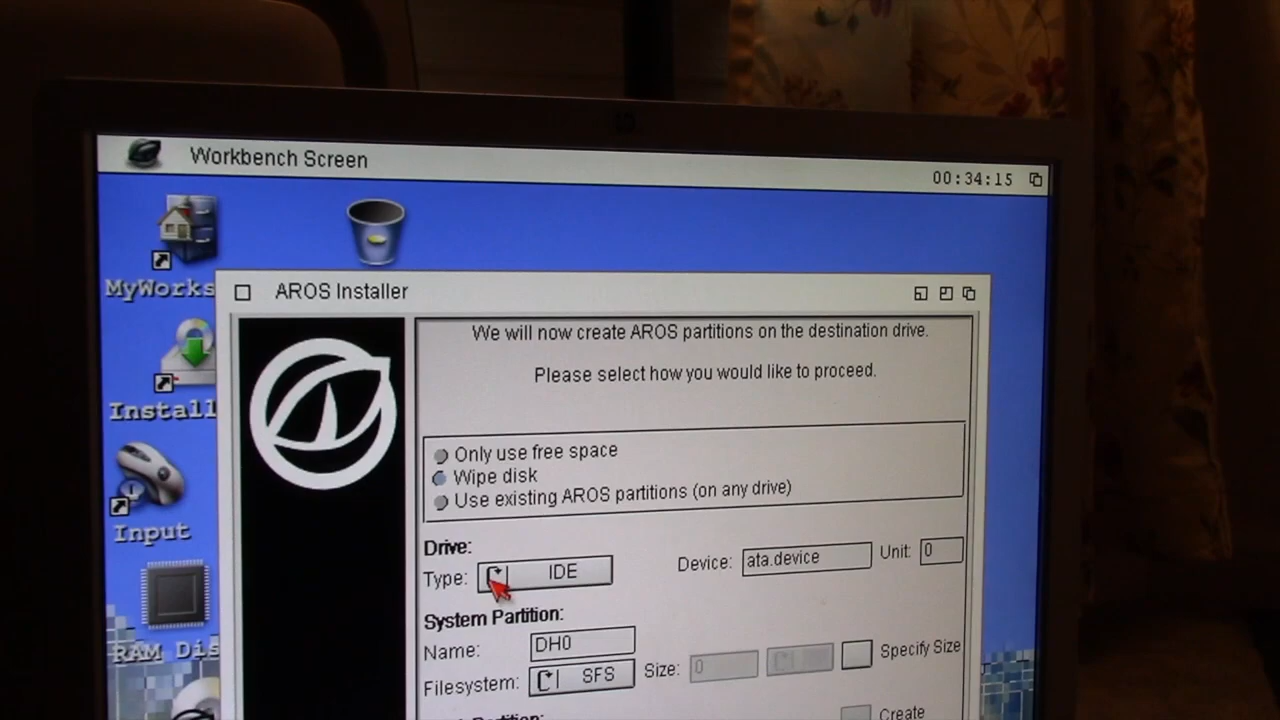 Workbench Screen
00:34:15
MyWorks
AROS Installer
We will now create AROS partitions on the destination drive.
Please select how you would like to proceed.
Install
Only use free space
Wipe disk
Use existing AROS partitions (on any drive)
Input
Drive:
Type: IDE Device: ata.device Unit: 0
System Partition:
Name: DH0
RAM Dis
Filesystem: SFS Size: 0 Specify Size
Partition:
Create